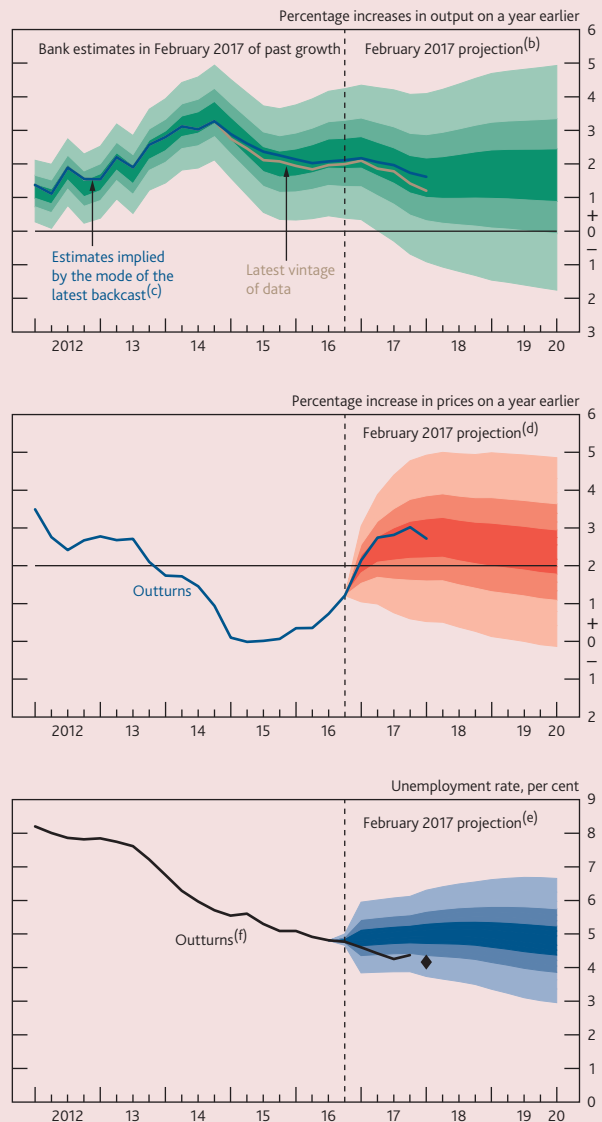 Percentage increases in output on a year earlier
Bank estimates in February 2017 of past growth
February 2017 projection(b)
6
5
4
3
2
1
+
0
–
1
2
3
Estimates implied
by the mode of the
latest backcast(c)
Latest vintage
of data
2012 13 14 15 16 17 18 19 20
Percentage increase in prices on a year earlier
February 2017 projection(d)
6
5
4
3
2
1
+
0
–
1
2
Outturns
2012 13 14 15 16 17 18 19 20
Unemployment rate, per cent
February 2017 projection(e)
9
8
7
6
5
4
3
2
1
0
Outturns(f)
2012 13 14 15 16 17 18 19 20